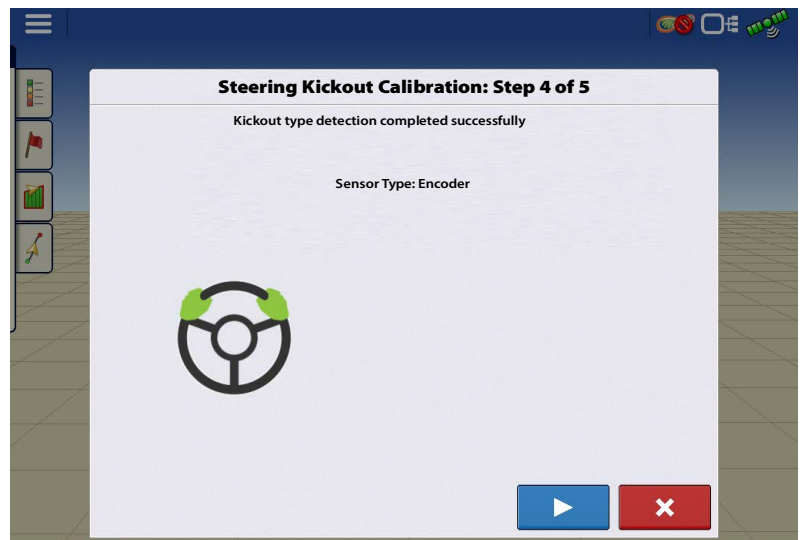 Steering Kickout Calibration: Step 4 of 5
Kickout type detection completed successfully
Sensor Type: Encoder